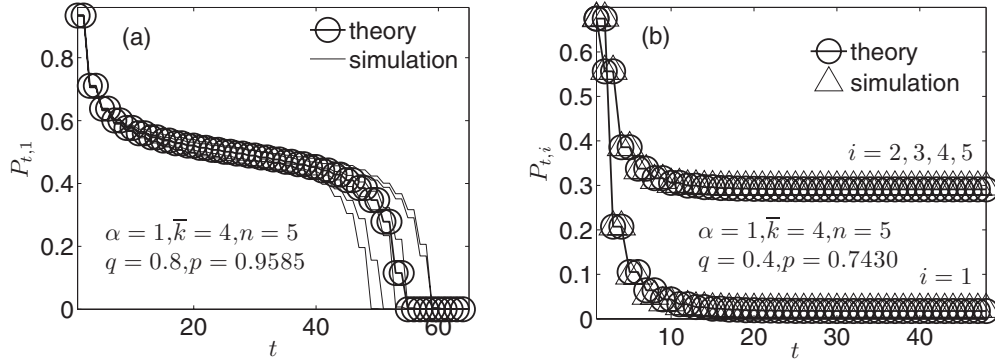 (a)
theory
simulation
0.8
0.6
0.4
0.2
0
P_{t,1}
α = 1,k̅ = 4,n = 5
q = 0.8,p = 0.9585
20 40 60
t
(b)
theory
simulation
0.6
0.5
0.4
0.3
0.2
0.1
0
P_{t,i}
i = 2, 3, 4, 5
α = 1,k̅ = 4,n = 5
q = 0.4,p = 0.7430
i = 1
10 20 30 40
t